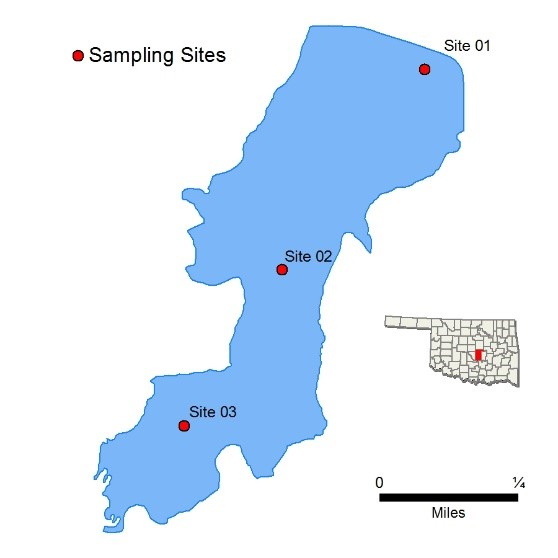 Site 01
Sampling Sites
Site 02
Site 03
0 ¼
Miles